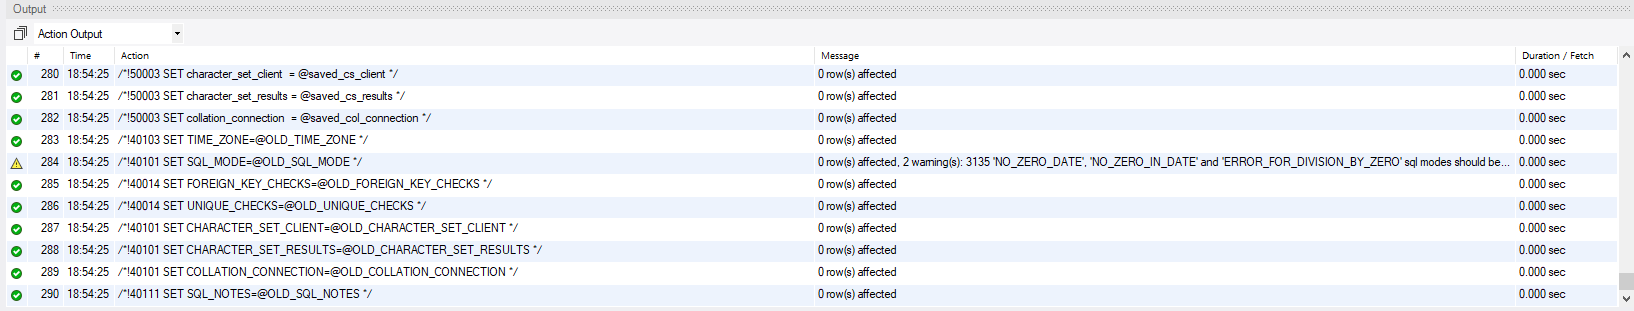 Output
Action Output
# Time Action Message Duration / Fetch
280 18:54:25 /*!50003 SET character_set_client  = @saved_cs_client */ 0 row(s) affected 0.000 sec
281 18:54:25 /*!50003 SET character_set_results = @saved_cs_results */ 0 row(s) affected 0.000 sec
282 18:54:25 /*!50003 SET collation_connection  = @saved_col_connection */ 0 row(s) affected 0.000 sec
283 18:54:25 /*!40103 SET TIME_ZONE=@OLD_TIME_ZONE */ 0 row(s) affected 0.000 sec
284 18:54:25 /*!40101 SET SQL_MODE=@OLD_SQL_MODE */ 0 row(s) affected, 2 warning(s): 3135 'NO_ZERO_DATE', 'NO_ZERO_IN_DATE' and 'ERROR_FOR_DIVISION_BY_ZERO' sql modes should be... 0.000 sec
285 18:54:25 /*!40014 SET FOREIGN_KEY_CHECKS=@OLD_FOREIGN_KEY_CHECKS */ 0 row(s) affected 0.000 sec
286 18:54:25 /*!40014 SET UNIQUE_CHECKS=@OLD_UNIQUE_CHECKS */ 0 row(s) affected 0.000 sec
287 18:54:25 /*!40101 SET CHARACTER_SET_CLIENT=@OLD_CHARACTER_SET_CLIENT */ 0 row(s) affected 0.000 sec
288 18:54:25 /*!40101 SET CHARACTER_SET_RESULTS=@OLD_CHARACTER_SET_RESULTS */ 0 row(s) affected 0.000 sec
289 18:54:25 /*!40101 SET COLLATION_CONNECTION=@OLD_COLLATION_CONNECTION */ 0 row(s) affected 0.000 sec
290 18:54:25 /*!40111 SET SQL_NOTES=@OLD_SQL_NOTES */ 0 row(s) affected 0.000 sec